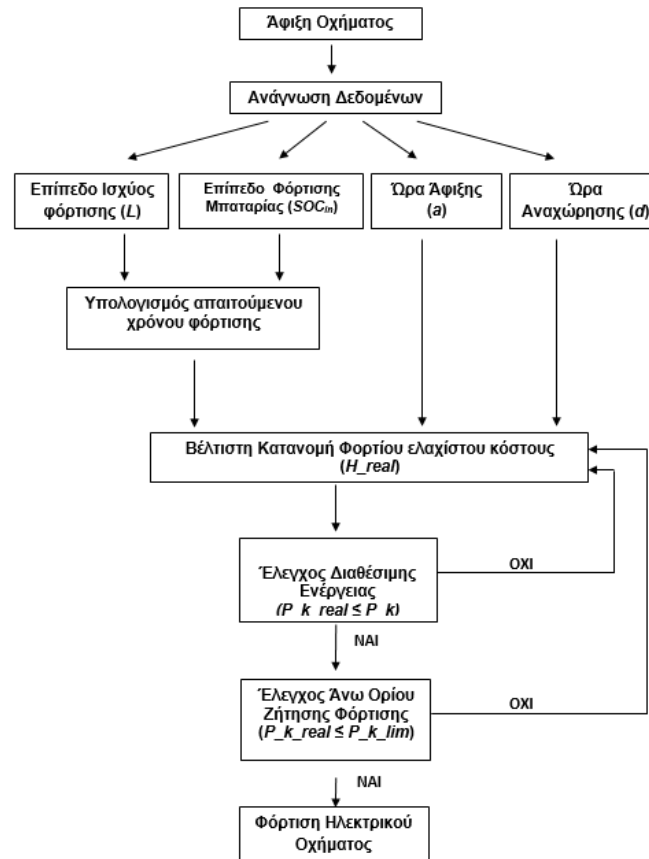 Άφιξη Οχήματος
Ανάγνωση Δεδομένων
Επίπεδο Ισχύος
φόρτισης (L)
Επίπεδο Φόρτισης
Μπαταρίας (SOCin)
Ώρα Άφιξης
(a)
Ώρα
Αναχώρησης (d)
Υπολογισμός απαιτούμενου
χρόνου φόρτισης
Βέλτιστη Κατανομή Φορτίου ελαχίστου κόστους
(H_real)
Έλεγχος Διαθέσιμης
Ενέργειας
(P_k_real ≤ P_k)
ΟΧΙ
ΝΑΙ
Έλεγχος Άνω Ορίου
Ζήτησης Φόρτισης
(P_k_real ≤ P_k_lim)
ΟΧΙ
ΝΑΙ
Φόρτιση Ηλεκτρικού
Οχήματος